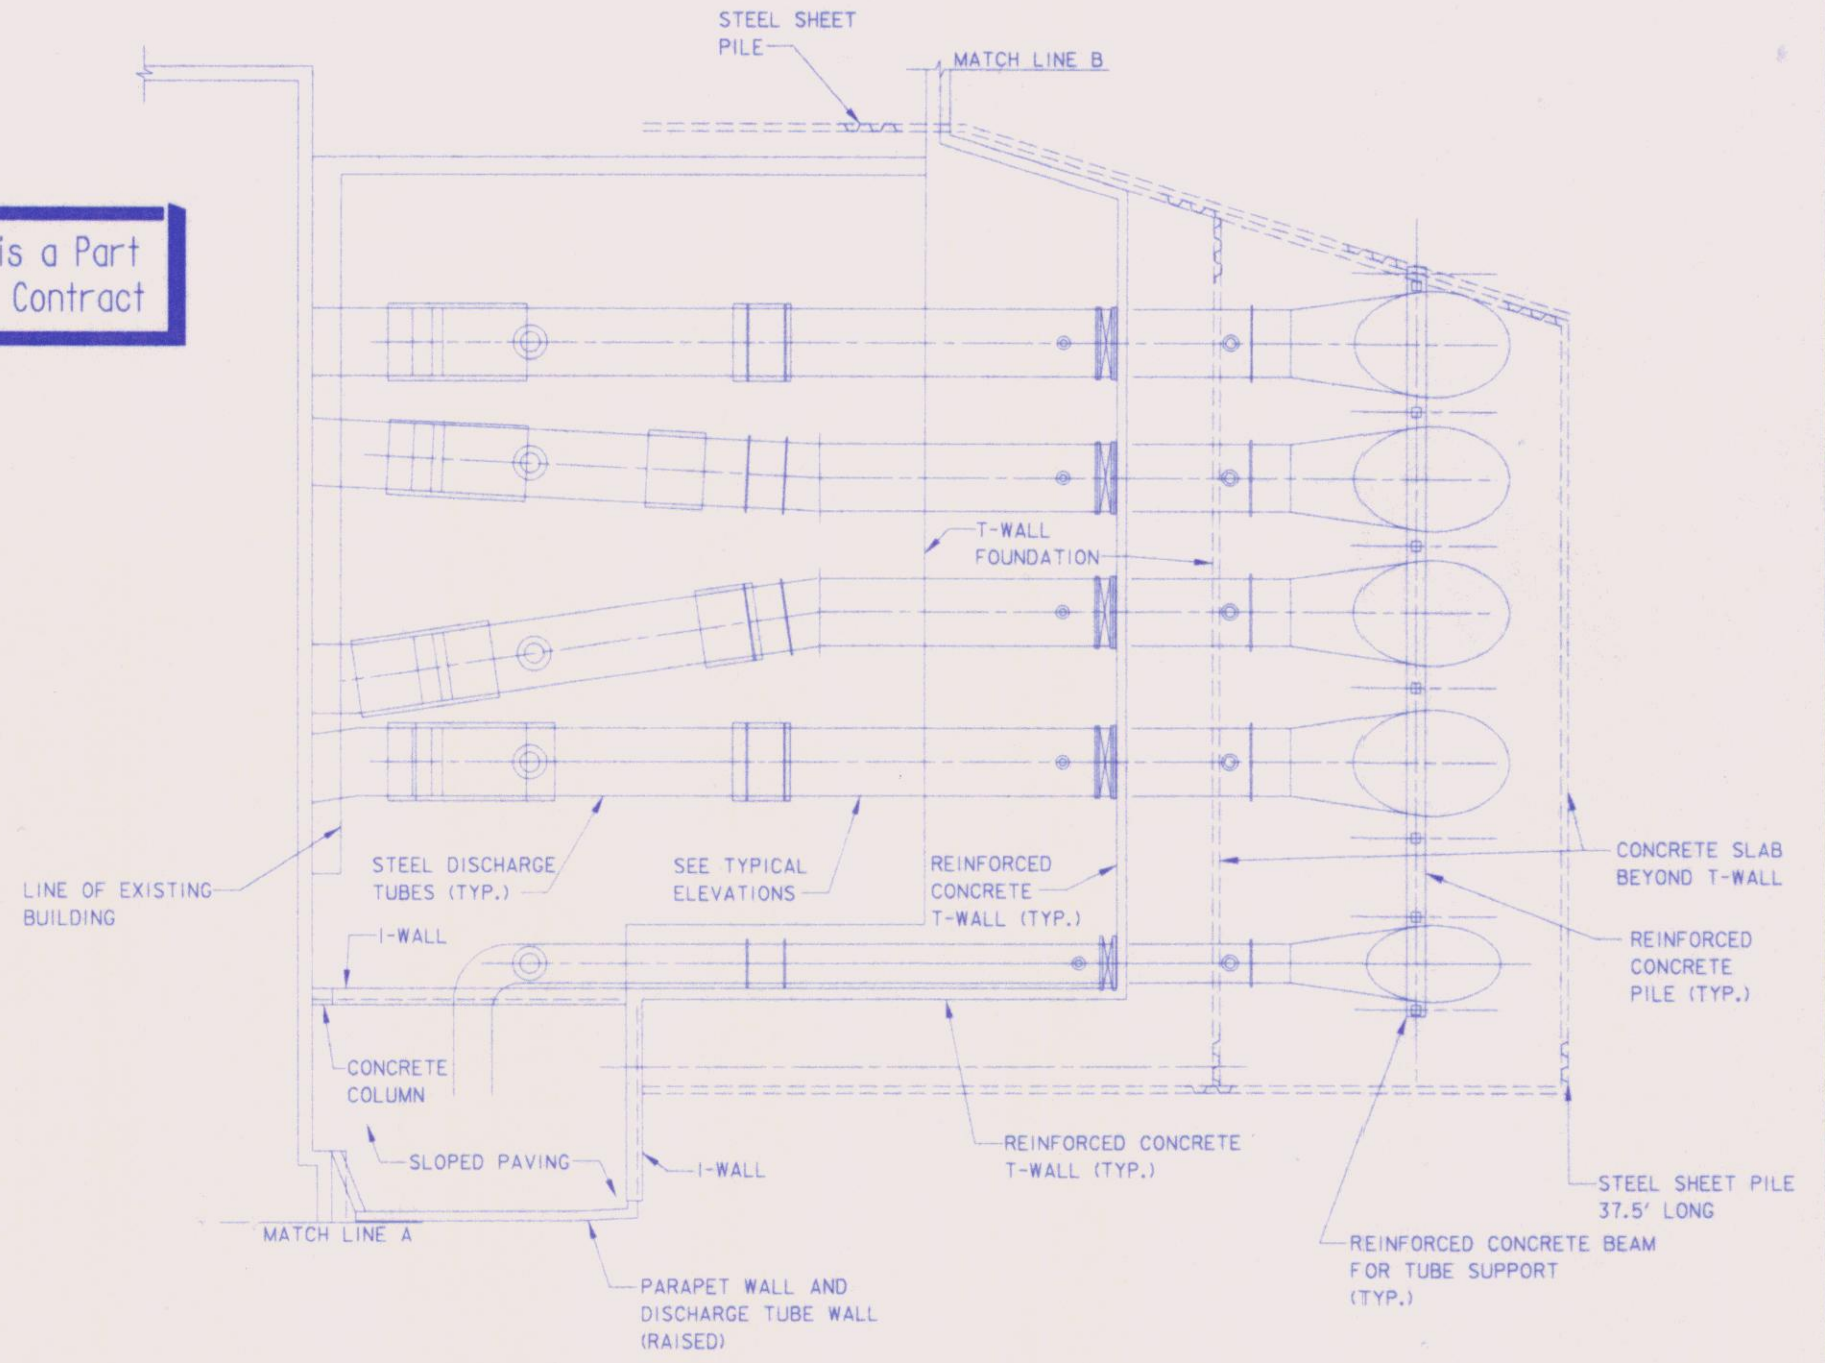 STEEL SHEET
PILE
MATCH LINE B
is a Part
Contract
T-WALL
FOUNDATION
STEEL DISCHARGE
TUBES (TYP.)
SEE TYPICAL
ELEVATIONS
REINFORCED
CONCRETE
T-WALL (TYP.)
CONCRETE SLAB
BEYOND T-WALL
LINE OF EXISTING
BUILDING
I-WALL
REINFORCED
CONCRETE
PILE (TYP.)
CONCRETE
COLUMN
SLOPED PAVING
I-WALL
REINFORCED CONCRETE
T-WALL (TYP.)
STEEL SHEET PILE
37.5' LONG
MATCH LINE A
REINFORCED CONCRETE BEAM
FOR TUBE SUPPORT
(TYP.)
PARAPET WALL AND
DISCHARGE TUBE WALL
(RAISED)